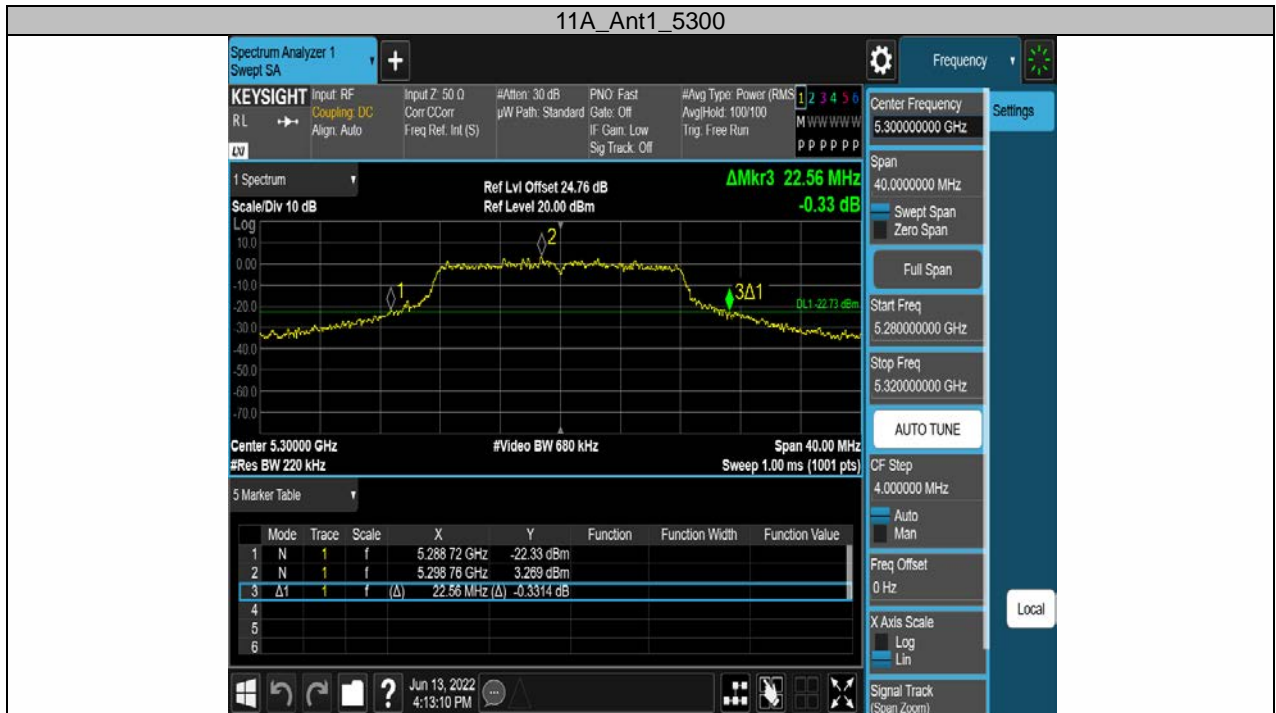 11A_Ant1_5300
Spectrum Analyzer 1
Swept SA
+
Frequency
KEYSIGHT
RL
LXI
Input: RF
Coupling: DC
Align: Auto
Input Z: 50 Ω
Corr CCorr
Freq Ref: Int (S)
#Atten: 30 dB
µW Path: Standard
PNO: Fast
Gate: Off
IF Gain: Low
Sig Track: Off
#Avg Type: Power (RMS
Avg|Hold: 100/100
Trig: Free Run
1 2 3 4 5 6
M W W W W W
P P P P P P
1 Spectrum
Scale/Div 10 dB
Ref Lvl Offset 24.76 dB
Ref Level 20.00 dBm
ΔMkr3 22.56 MHz
-0.33 dB
Log
10.0
0.00
-10.0
-20.0
-30.0
-40.0
-50.0
-60.0
-70.0
1
2
3Δ1
DL1 -22.73 dBm
Center 5.30000 GHz
#Res BW 220 kHz
#Video BW 680 kHz
Span 40.00 MHz
Sweep 1.00 ms (1001 pts)
5 Marker Table
Mode Trace Scale X Y Function Function Width Function Value
1 N 1 f 5.288 72 GHz -22.33 dBm
2 N 1 f 5.298 76 GHz 3.269 dBm
3 Δ1 1 f (Δ) 22.56 MHz (Δ) -0.3314 dB
4
5
6
?
Jun 13, 2022
4:13:10 PM
Center Frequency
5.300000000 GHz
Settings
Span
40.0000000 MHz
Swept Span
Zero Span
Full Span
Start Freq
5.280000000 GHz
Stop Freq
5.320000000 GHz
AUTO TUNE
CF Step
4.000000 MHz
Auto
Man
Freq Offset
0 Hz
X Axis Scale
Log
Lin
Local
Signal Track
(Span Zoom)